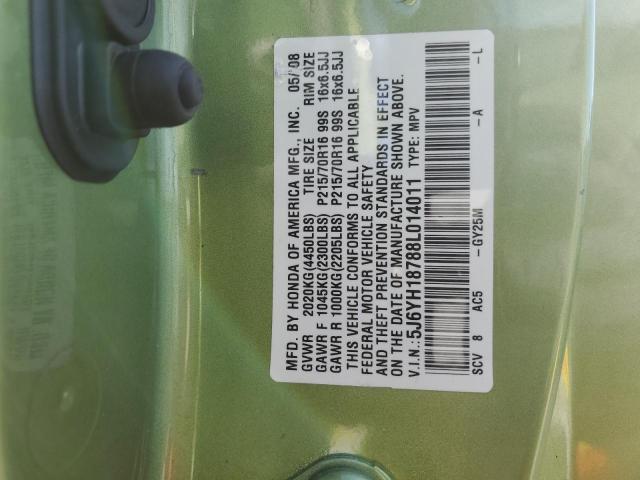 MFD. BY HONDA OF AMERICA MFG., INC. 05/08
GVWR 2020KG(4450LBS) TIRE SIZE RIM SIZE
GAWR F 1045KG(2300LBS) P215/70R16 99S 16x6.5JJ
GAWR R 1000KG(2205LBS) P215/70R16 99S 16x6.5JJ
THIS VEHICLE CONFORMS TO ALL APPLICABLE
FEDERAL MOTOR VEHICLE SAFETY
AND THEFT PREVENTION STANDARDS IN EFFECT
ON THE DATE OF MANUFACTURE SHOWN ABOVE.
V.I.N.: 5J6YH18788L014011 TYPE: MPV
SCV 8 AC5 -GY25M -A -L